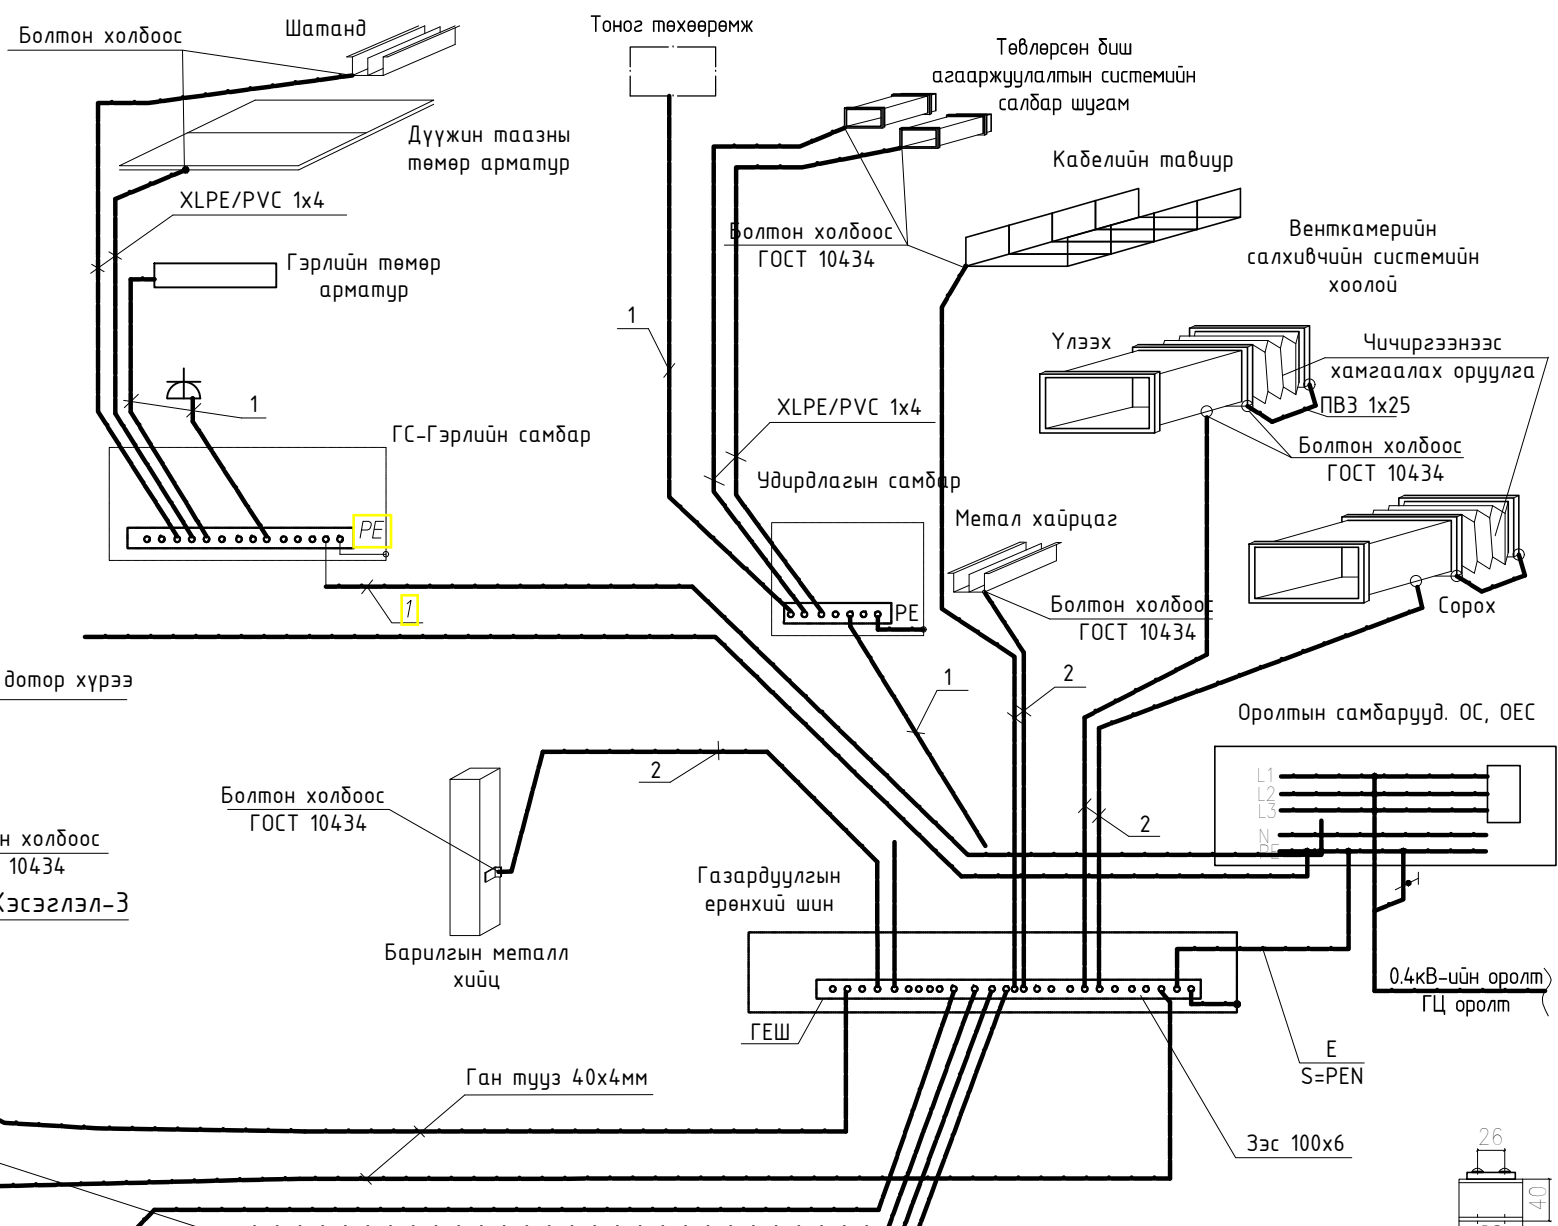 Болтон холбоос
Шатанд
Тоног төхөөрөмж
Төвлөрсөн биш
агааржуулалтын системийн
салбар шугам
Дүүжин таазны
төмөр арматур
XLPE/PVC 1x4
Кабелийн тавиур
Болтон холбоос
ГОСТ 10434
Венткамерийн
салхивчийн системийн
хоолой
Гэрлийн төмөр
арматур
1
Үлээх
Чичиргээнээс
хамгаалах оруулга
ПВЗ 1x25
1
XLPE/PVC 1x4
ГС-Гэрлийн самбар
Болтон холбоос
ГОСТ 10434
Удирдлагын самбар
Метал хайрцаг
PE
1
PE
Болтон холбоос
ГОСТ 10434
Сорох
дотор хүрээ
1
2
Оролтын самбарууд. ОС, ОЕС
2
L1
L2
L3
N
PE
Болтон холбоос
ГОСТ 10434
2
н холбоос
10434
Хэсэглэл-3
Газардуулгын
ерөнхий шин
Барилгын металл
хийц
0.4кВ-ийн оролт
ГЦ оролт
ГЕШ
E
S=PEN
Ган тууз 40х4мм
Зэс 100х6
26
40